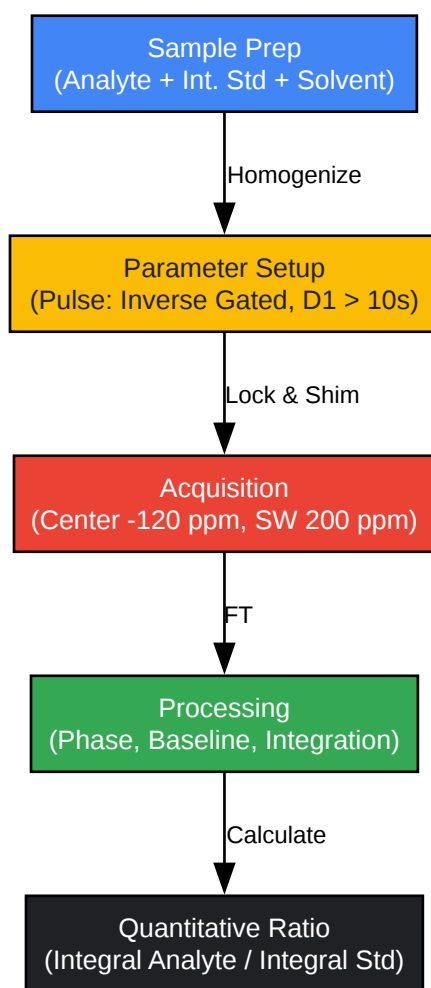 Sample Prep
(Analyte + Int. Std + Solvent)
Homogenize
Parameter Setup
(Pulse: Inverse Gated, D1 > 10s)
Lock & Shim
Acquisition
(Center -120 ppm, SW 200 ppm)
FT
Processing
(Phase, Baseline, Integration)
Calculate
Quantitative Ratio
(Integral Analyte / Integral Std)